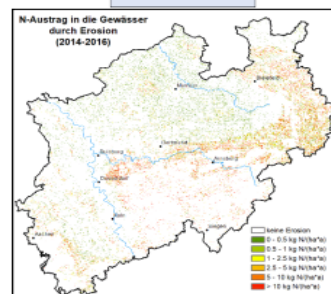 N-Austrag in die Gewässer
durch Erosion
(2014-2016)
Bielefeld
Münster
Duisburg
Dortmund
Arnsberg
Düsseldorf
Köln
Aachen
Siegen
keine Erosion
0 - 0.5 kg N/(ha*a)
0.5 - 1 kg N/(ha*a)
1 - 2.5 kg N/(ha*a)
2.5 - 5 kg N/(ha*a)
5 - 10 kg N/(ha*a)
> 10 kg N/(ha*a)